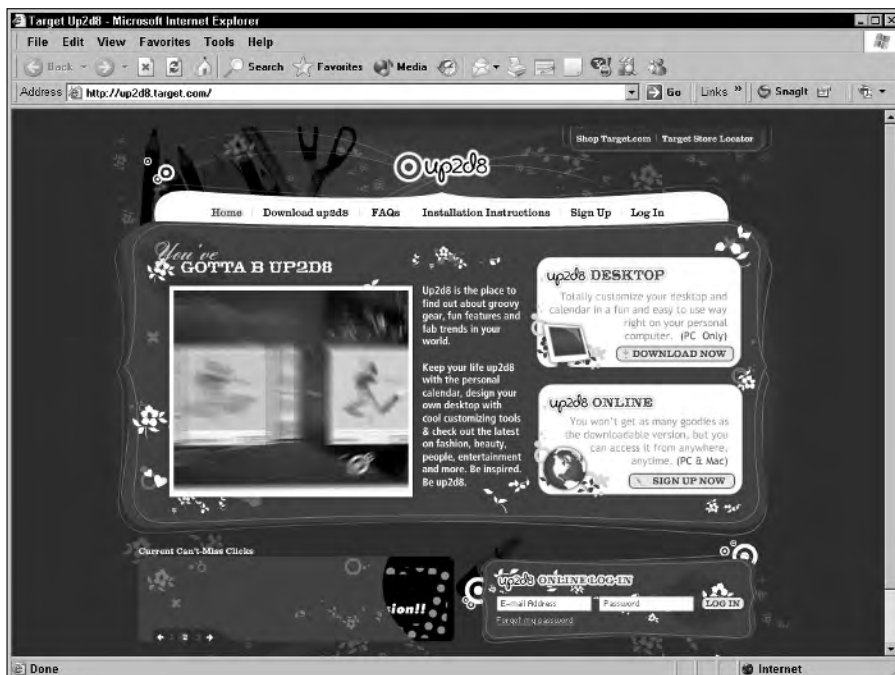 Target Up2d8 - Microsoft Internet Explorer
File Edit View Favorites Tools Help
Back Search Favorites Media
Address http://up2d8.target.com/ Go Links » SnagIt
Shop Target.com Target Store Locator
up2d8
Home Download up2d8 FAQs Installation Instructions Sign Up Log In
You've
GOTTA B UP2D8
Up2d8 is the place to
find out about groovy
gear, fun features and
fab trends in your
world.
Keep your life up2d8
with the personal
calendar, design your
own desktop with
cool customizing tools
& check out the latest
on fashion, beauty,
people, entertainment
and more. Be inspired.
Be up2d8.
up2d8 DESKTOP
Totally customize your desktop and
calendar in a fun and easy to use way
right on your personal
computer. (PC Only)
DOWNLOAD NOW
up2d8 ONLINE
You won't get as many goodies as
the downloadable version, but you
can access it from anywhere,
anytime. (PC & Mac)
SIGN UP NOW
Current Can't-Miss Clicks
sion!!
1 2 3
up2d8 ONLINE LOG-IN
E-mail Address Password LOG IN
Forgot my password
Done Internet